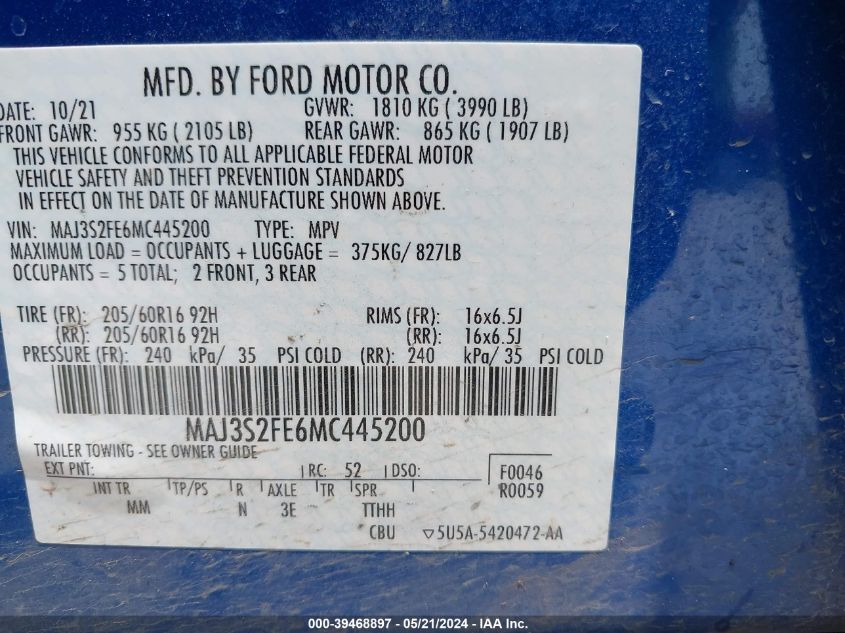 MFD. BY FORD MOTOR CO.
DATE: 10/21 GVWR: 1810 KG ( 3990 LB)
FRONT GAWR: 955 KG ( 2105 LB) REAR GAWR: 865 KG ( 1907 LB)
THIS VEHICLE CONFORMS TO ALL APPLICABLE FEDERAL MOTOR
VEHICLE SAFETY AND THEFT PREVENTION STANDARDS
IN EFFECT ON THE DATE OF MANUFACTURE SHOWN ABOVE.
VIN: MAJ3S2FE6MC445200 TYPE: MPV
MAXIMUM LOAD = OCCUPANTS + LUGGAGE = 375KG/ 827LB
OCCUPANTS = 5 TOTAL; 2 FRONT, 3 REAR
TIRE (FR): 205/60R16 92H RIMS (FR): 16x6.5J
(RR): 205/60R16 92H (RR): 16x6.5J
PRESSURE (FR): 240 kPa/ 35 PSI COLD (RR): 240 kPa/ 35 PSI COLD
MAJ3S2FE6MC445200
TRAILER TOWING - SEE OWNER GUIDE
EXT PNT: RC: 52 DSO: F0046
INT TR TP/PS R AXLE TR SPR R0059
MM N 3E TTHH
CBU ▽5U5A-5420472-AA
000-39468897 - 05/21/2024 - IAA Inc.